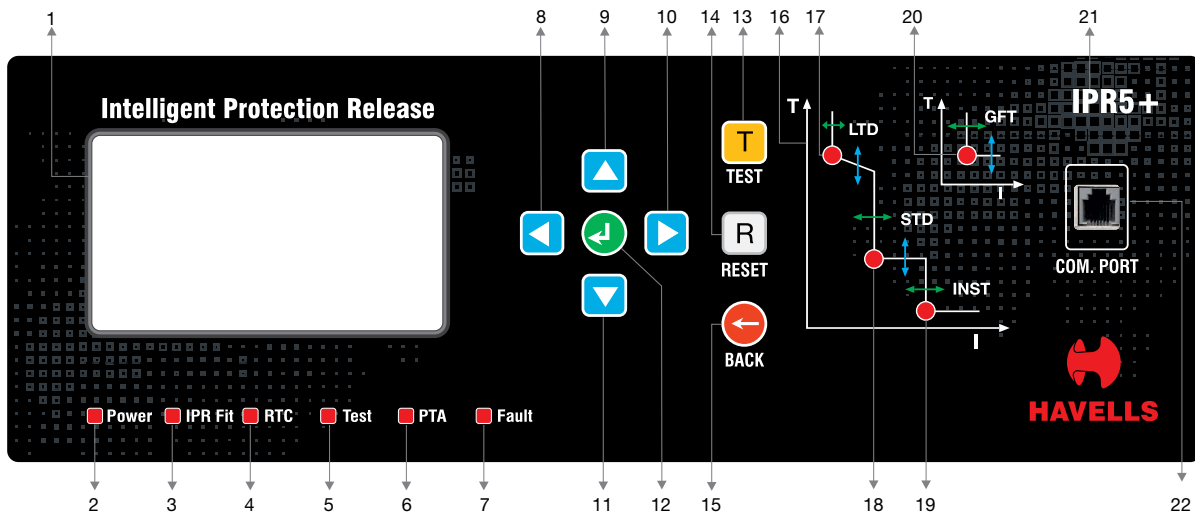 1 8 9 10 14 13 16 17 20 21
Intelligent Protection Release
T
TEST
R
RESET
BACK
T
LTD
STD
INST
I
T
GFT
I
IPR5+
COM. PORT
HAVELLS
Power IPR Fit RTC Test PTA Fault
2 3 4 5 6 7 11 12 15 18 19 22